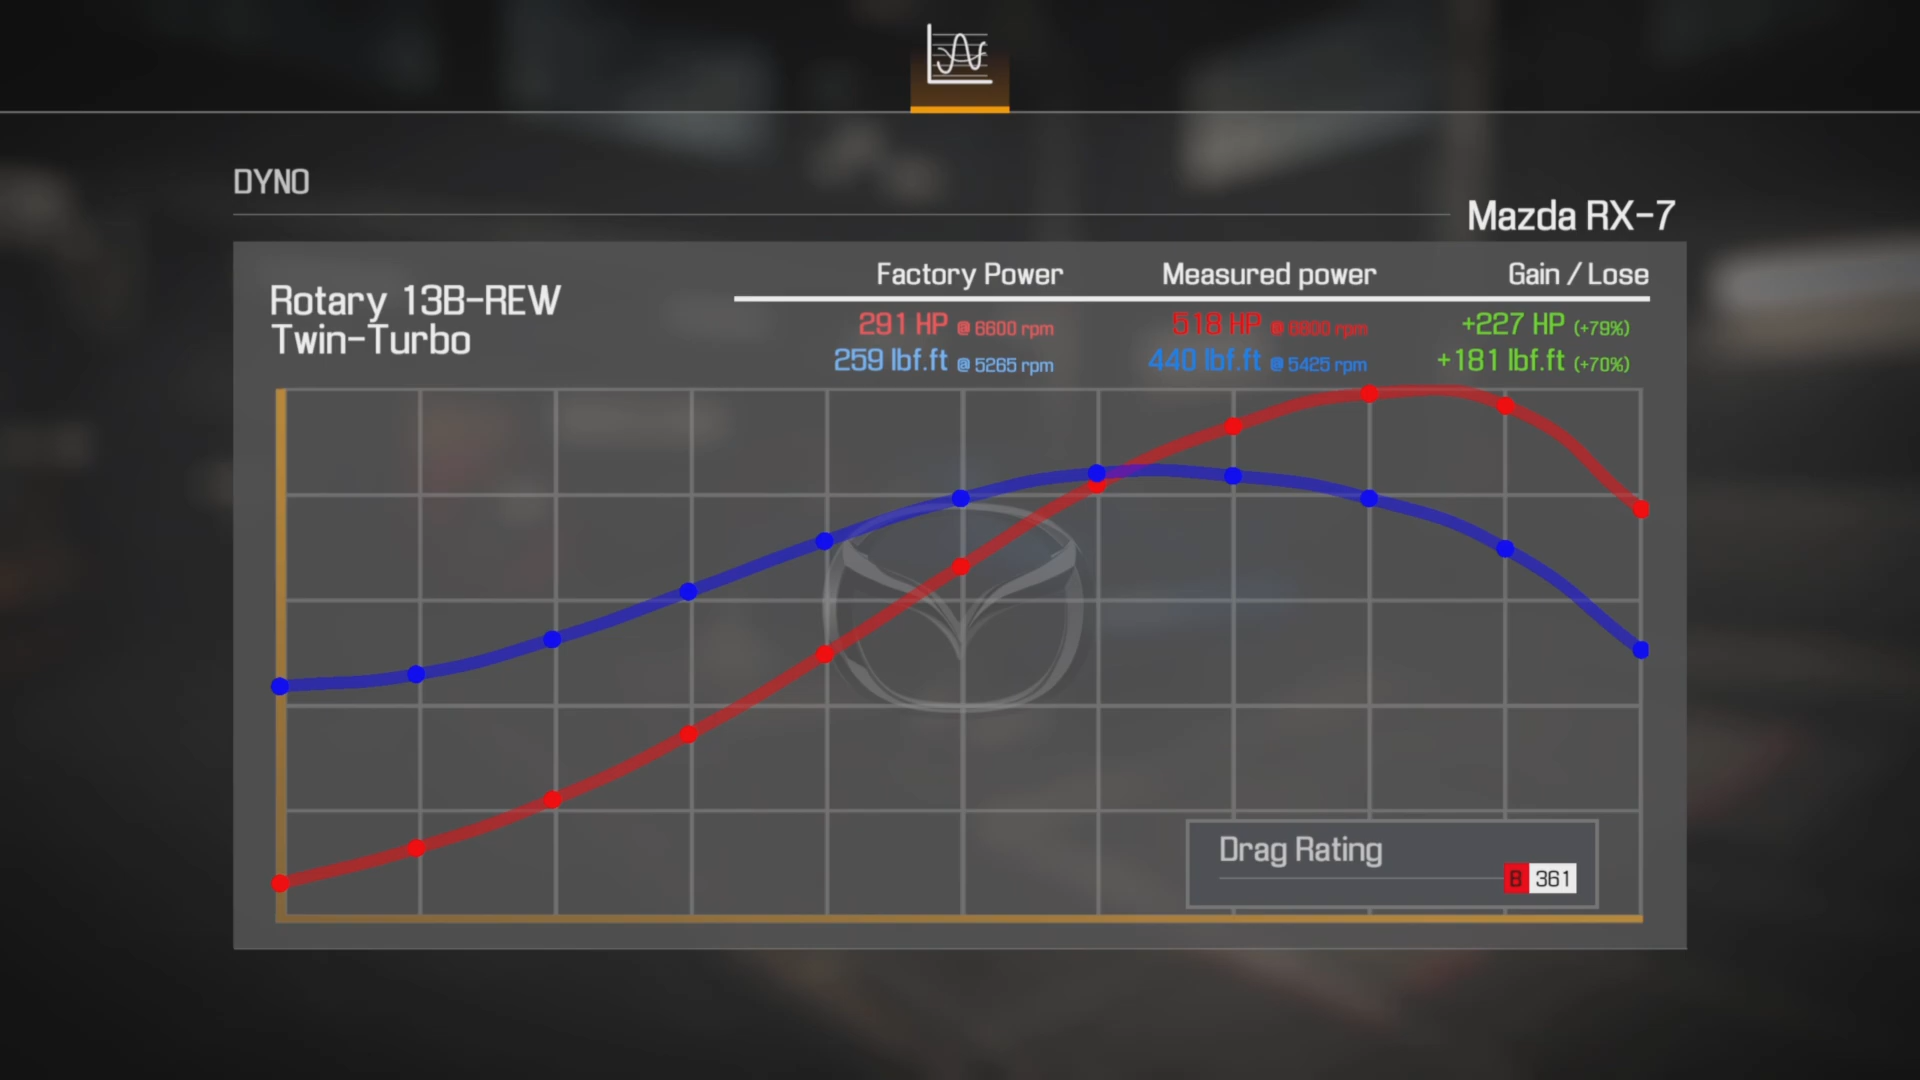 DYNO
Mazda RX-7
Rotary 13B-REW
Twin-Turbo
Factory Power Measured power Gain / Lose
291 HP @ 6600 rpm 518 HP @ 6800 rpm +227 HP (+79%)
259 lbf.ft @ 5265 rpm 440 lbf.ft @ 5425 rpm +181 lbf.ft (+70%)
Drag Rating
B 361